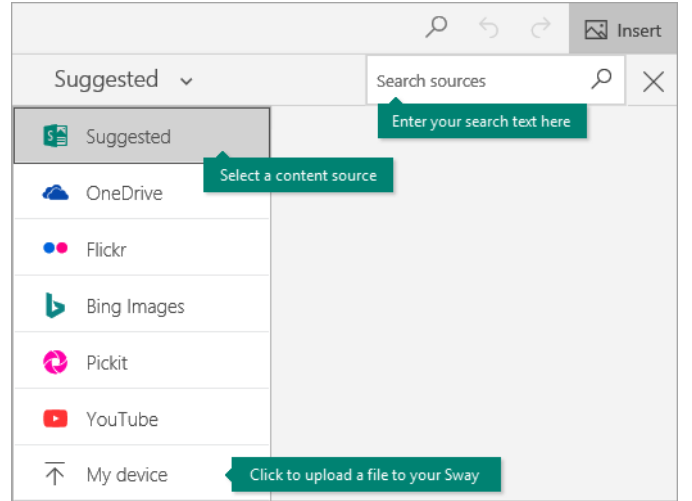 Insert
Suggested
Search sources
Enter your search text here
Suggested
Select a content source
OneDrive
Flickr
Bing Images
Pickit
YouTube
My device
Click to upload a file to your Sway